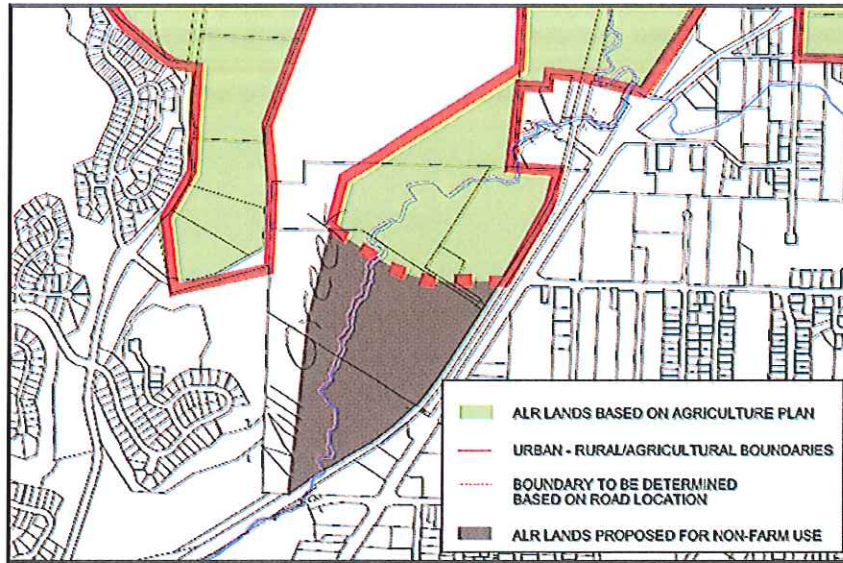 ALR LANDS BASED ON AGRICULTURE PLAN
URBAN - RURAL/AGRICULTURAL BOUNDARIES
BOUNDARY TO BE DETERMINED
BASED ON ROAD LOCATION
ALR LANDS PROPOSED FOR NON-FARM USE